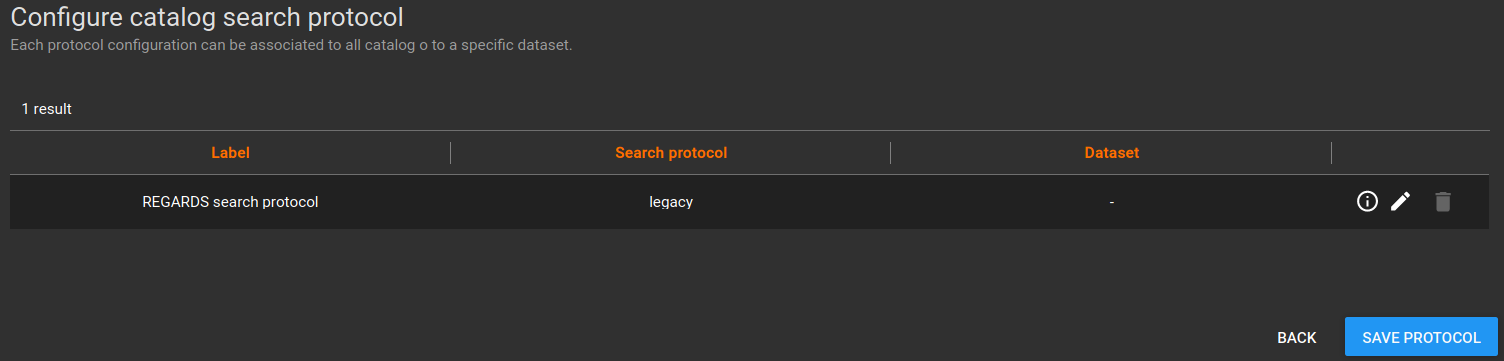 Configure catalog search protocol
Each protocol configuration can be associated to all catalog o to a specific dataset.
1 result
Label Search protocol Dataset
REGARDS search protocol legacy -
BACK SAVE PROTOCOL